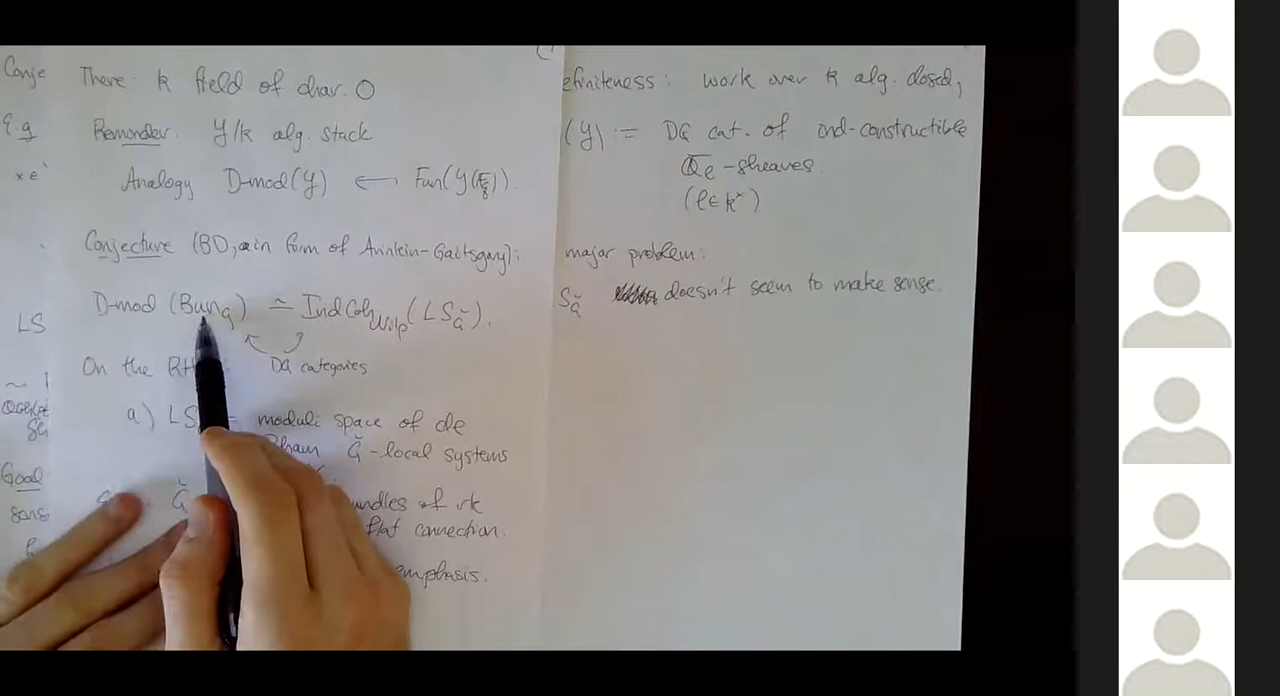 Conje
E.g
LS
Goal
There: k field of char. 0
Reminder: Y/k alg. stack
Analogy D-mod(Y) ⟵ Fun(Y(F_q)).
Conjecture (BD, in form of Arinkin-Gaitsgory):
D-mod (Bun_G) ≃ IndCoh_Nilp (LS_Ǧ).
On the RH DG categories
a) LS moduli space of de
Rham Ǧ-local systems
Ǧ undles of rk
flat connection.
emphasis.
efiniteness: work over k alg. closed,
(Y) := DG cat. of ind-constructible
Q̅_ℓ-sheaves
(ℓ ∈ k^×)
major problem:
S_Ǧ doesn't seem to make sense.